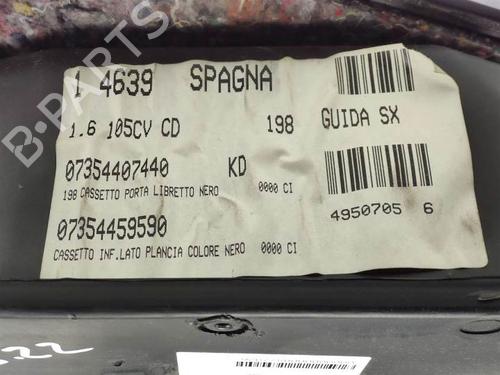 1 4639 SPAGNA
1.6 105CV CD 198 GUIDA SX
07354407440 KD
198 CASSETTO PORTA LIBRETTO NERO 0000 CI
4950705 6
07354459590
CASSETTO INF.LATO PLANCIA COLORE NERO 0000 CI
B-PARTS